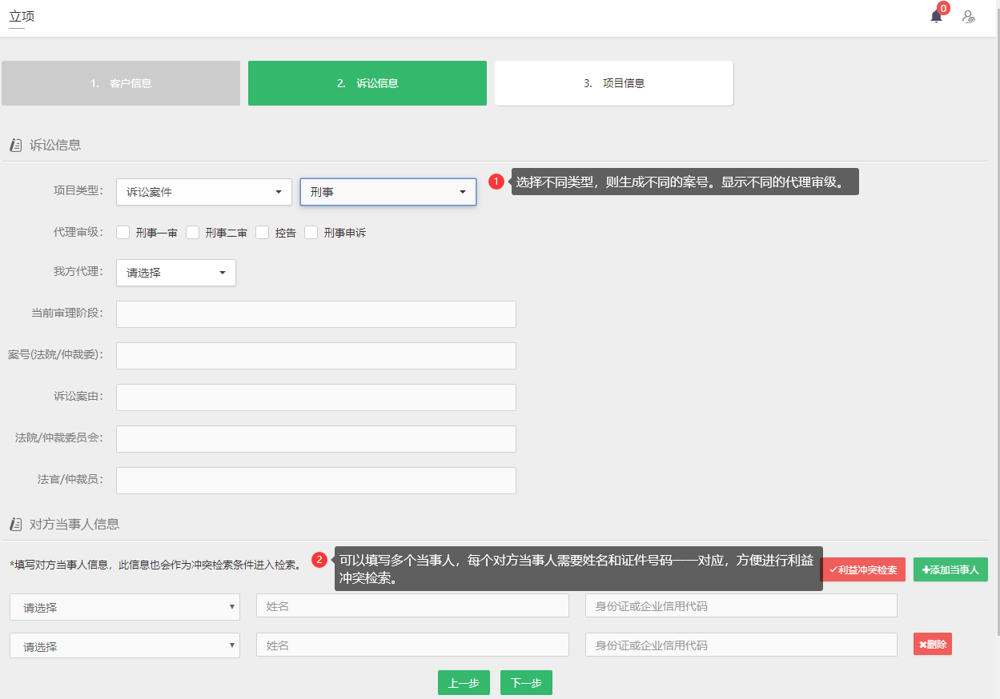 立项
0
1. 客户信息
2. 诉讼信息
3. 项目信息
诉讼信息
项目类型：
诉讼案件
刑事
1
选择不同类型，则生成不同的案号。显示不同的代理审级。
代理审级：
刑事一审
刑事二审
控告
刑事申诉
我方代理：
请选择
当前审理阶段：
案号(法院/仲裁委)：
诉讼案由：
法院/仲裁委员会：
法官/仲裁员：
对方当事人信息
*填写对方当事人信息，此信息也会作为冲突检索条件进入检索。
2
可以填写多个当事人，每个对方当事人需要姓名和证件号码一一对应，方便进行利益
冲突检索。
利益冲突检索
添加当事人
请选择
姓名
身份证或企业信用代码
请选择
姓名
身份证或企业信用代码
删除
上一步
下一步